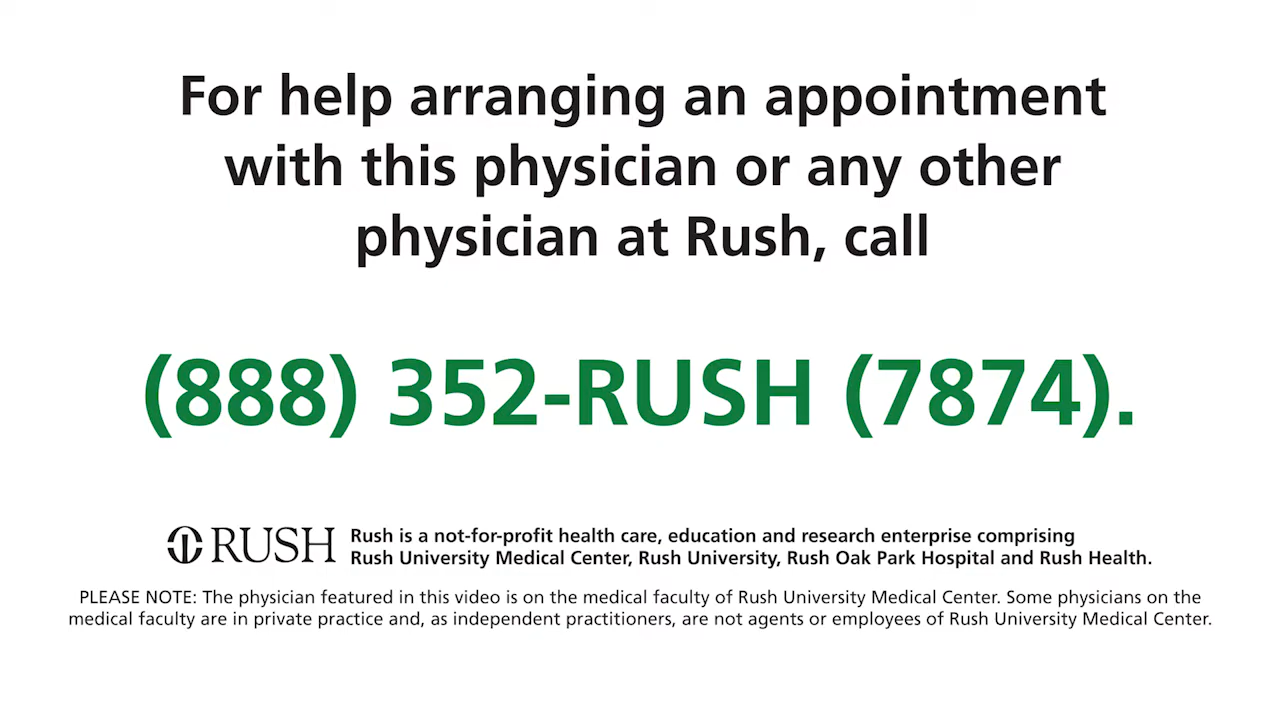 For help arranging an appointment
with this physician or any other
physician at Rush, call
(888) 352-RUSH (7874).
RUSH
Rush is a not-for-profit health care, education and research enterprise comprising
Rush University Medical Center, Rush University, Rush Oak Park Hospital and Rush Health.
PLEASE NOTE: The physician featured in this video is on the medical faculty of Rush University Medical Center. Some physicians on the
medical faculty are in private practice and, as independent practitioners, are not agents or employees of Rush University Medical Center.